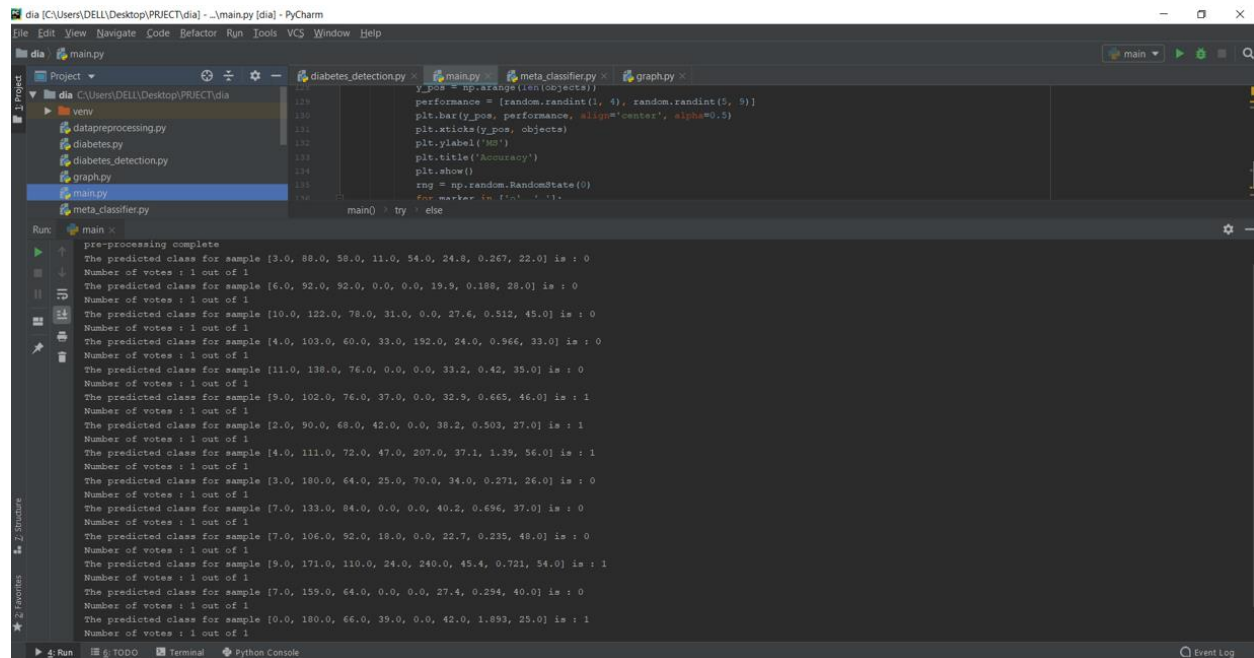 dia [C:\Users\DELL\Desktop\PRJECT\dia] - ...\main.py [dia] - PyCharm
File Edit View Navigate Code Refactor Run Tools VCS Window Help
dia main.py main
Project diabetes_detection.py main.py meta_classifier.py graph.py
1: Project
dia C:\Users\DELL\Desktop\PRJECT\dia
venv
datapreprocessing.py
diabetes.py
diabetes_detection.py
graph.py
main.py
meta_classifier.py
128 y_pos = np.arange(len(objects))
129 performance = [random.randint(1, 4), random.randint(5, 9)]
130 plt.bar(y_pos, performance, align='center', alpha=0.5)
131 plt.xticks(y_pos, objects)
132 plt.ylabel('MS')
133 plt.title('Accuracy')
134 plt.show()
135 rng = np.random.RandomState(0)
136 for marker in ['o', '.']:
main() try else
Run: main
pre-processing complete
The predicted class for sample [3.0, 88.0, 58.0, 11.0, 54.0, 24.8, 0.267, 22.0] is : 0
Number of votes : 1 out of 1
The predicted class for sample [6.0, 92.0, 92.0, 0.0, 0.0, 19.9, 0.188, 28.0] is : 0
Number of votes : 1 out of 1
The predicted class for sample [10.0, 122.0, 78.0, 31.0, 0.0, 27.6, 0.512, 45.0] is : 0
Number of votes : 1 out of 1
The predicted class for sample [4.0, 103.0, 60.0, 33.0, 192.0, 24.0, 0.966, 33.0] is : 0
Number of votes : 1 out of 1
The predicted class for sample [11.0, 138.0, 76.0, 0.0, 0.0, 33.2, 0.42, 35.0] is : 0
Number of votes : 1 out of 1
The predicted class for sample [9.0, 102.0, 76.0, 37.0, 0.0, 32.9, 0.665, 46.0] is : 1
Number of votes : 1 out of 1
The predicted class for sample [2.0, 90.0, 68.0, 42.0, 0.0, 38.2, 0.503, 27.0] is : 1
Number of votes : 1 out of 1
The predicted class for sample [4.0, 111.0, 72.0, 47.0, 207.0, 37.1, 1.39, 56.0] is : 1
Number of votes : 1 out of 1
The predicted class for sample [3.0, 180.0, 64.0, 25.0, 70.0, 34.0, 0.271, 26.0] is : 0
Number of votes : 1 out of 1
The predicted class for sample [7.0, 133.0, 84.0, 0.0, 0.0, 40.2, 0.696, 37.0] is : 0
Number of votes : 1 out of 1
The predicted class for sample [7.0, 106.0, 92.0, 18.0, 0.0, 22.7, 0.235, 48.0] is : 0
Number of votes : 1 out of 1
The predicted class for sample [9.0, 171.0, 110.0, 24.0, 240.0, 45.4, 0.721, 54.0] is : 1
Number of votes : 1 out of 1
The predicted class for sample [7.0, 159.0, 64.0, 0.0, 0.0, 27.4, 0.294, 40.0] is : 0
Number of votes : 1 out of 1
The predicted class for sample [0.0, 180.0, 66.0, 39.0, 0.0, 42.0, 1.893, 25.0] is : 1
Number of votes : 1 out of 1
7: Structure
2: Favorites
4: Run 6: TODO Terminal Python Console Event Log